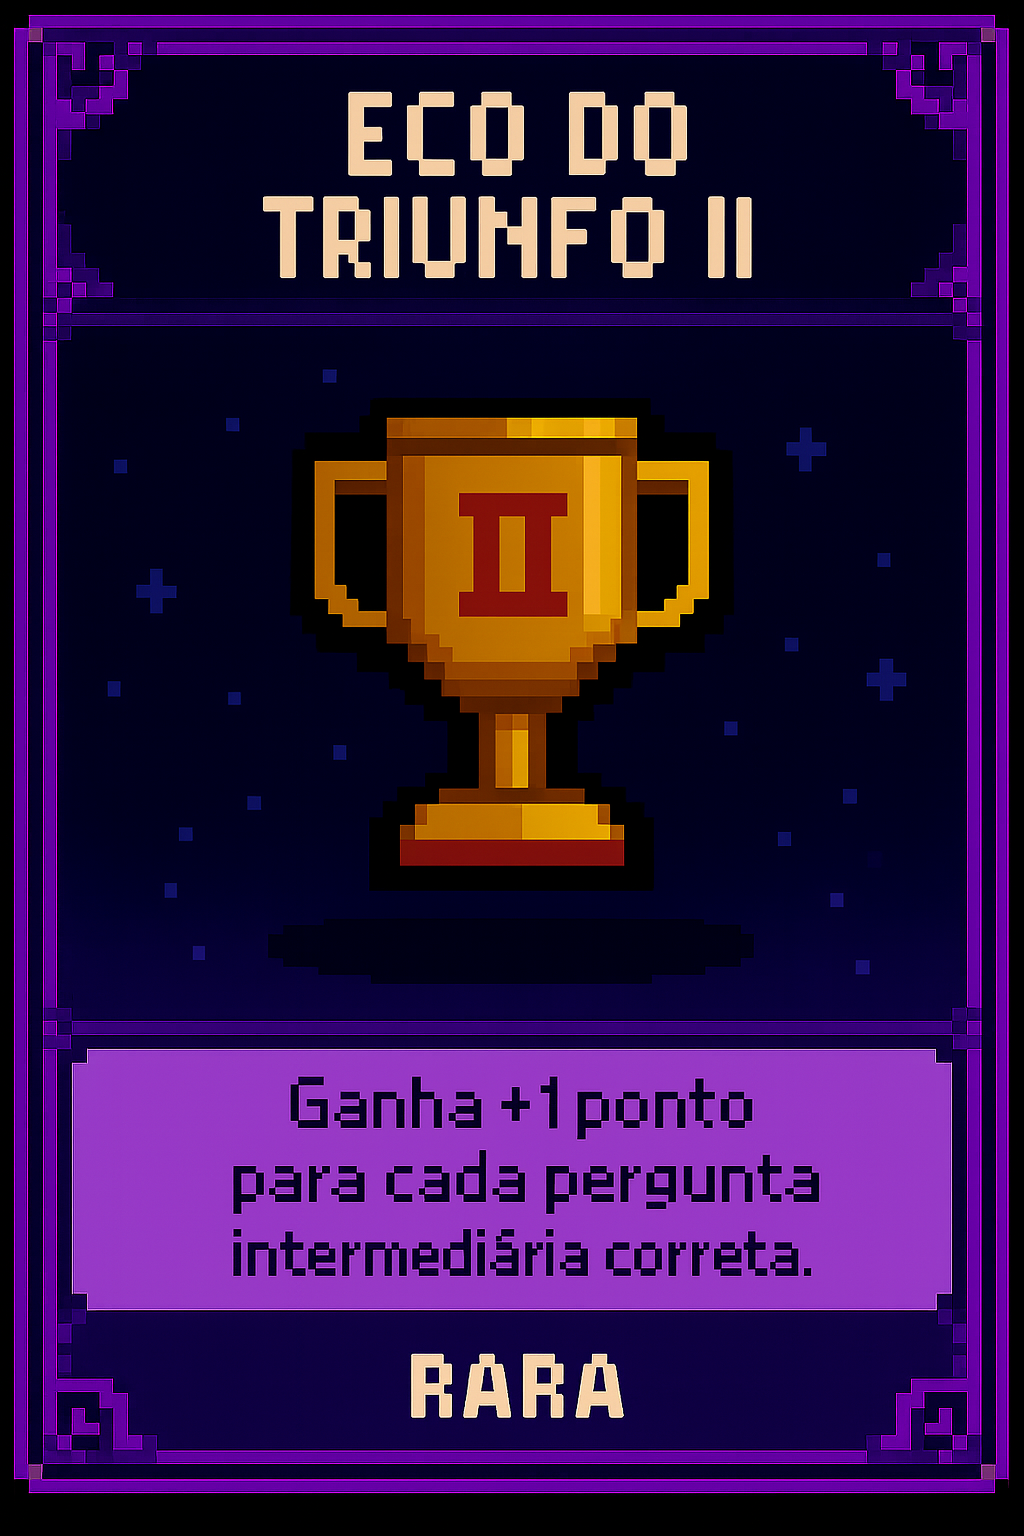 ECO DO
TRIUNFO II
II
Ganha +1 ponto
para cada pergunta
intermediária correta.
RARA